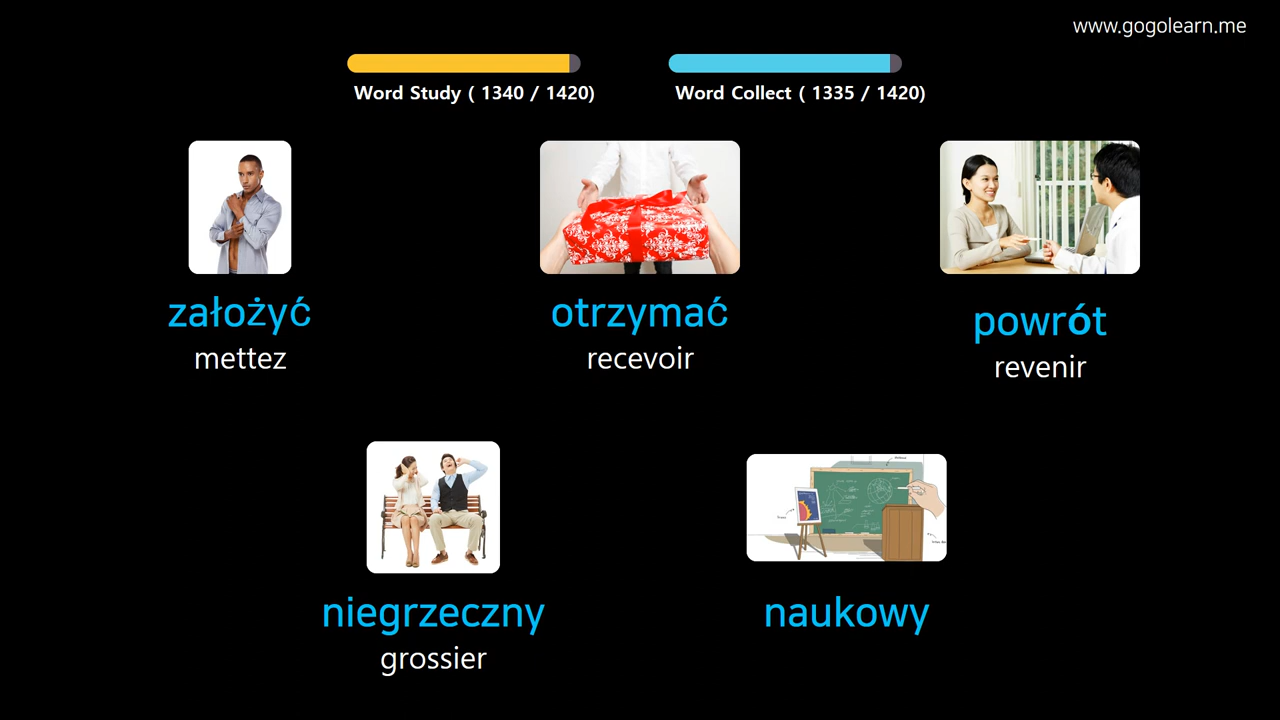 www.gogolearn.me
Word Study ( 1340 / 1420)
Word Collect ( 1335 / 1420)
założyć
mettez
otrzymać
recevoir
powrót
revenir
niegrzeczny
grossier
naukowy